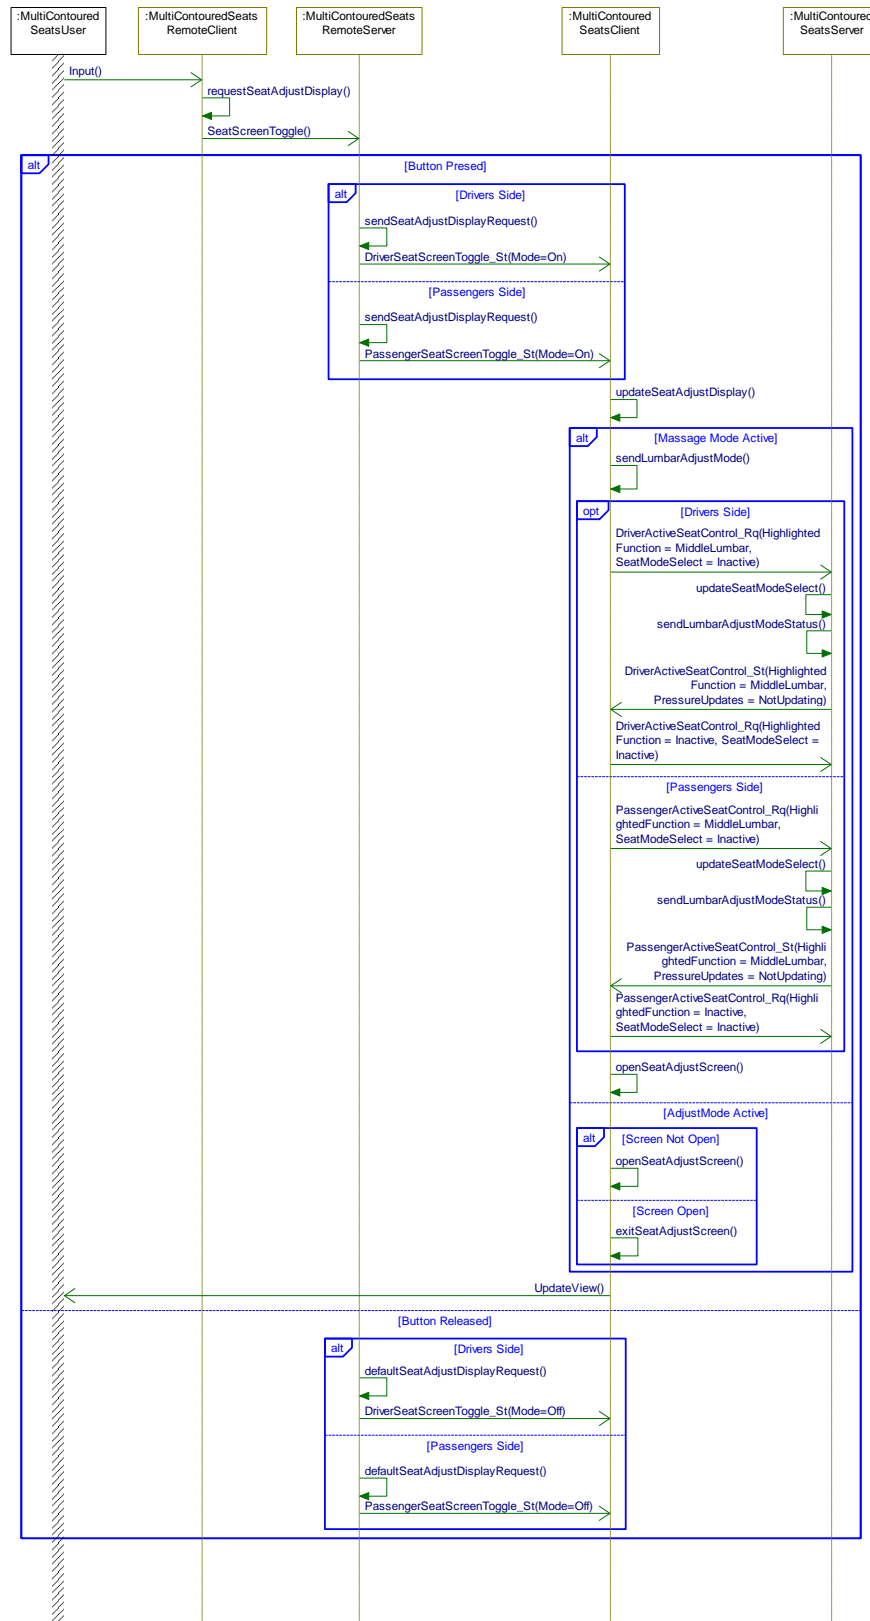 :MultiContoured
SeatsUser
:MultiContouredSeats
RemoteClient
:MultiContouredSeats
RemoteServer
:MultiContoured
SeatsClient
:MultiContoured
SeatsServer
Input()
requestSeatAdjustDisplay()
SeatScreenToggle()
alt
[Button Presed]
alt
[Drivers Side]
sendSeatAdjustDisplayRequest()
DriverSeatScreenToggle_St(Mode=On)
[Passengers Side]
sendSeatAdjustDisplayRequest()
PassengerSeatScreenToggle_St(Mode=On)
updateSeatAdjustDisplay()
alt
[Massage Mode Active]
sendLumbarAdjustMode()
opt
[Drivers Side]
DriverActiveSeatControl_Rq(Highlighted
Function = MiddleLumbar,
SeatModeSelect = Inactive)
updateSeatModeSelect()
sendLumbarAdjustModeStatus()
DriverActiveSeatControl_St(Highlighted
Function = MiddleLumbar,
PressureUpdates = NotUpdating)
DriverActiveSeatControl_Rq(Highlighted
Function = Inactive, SeatModeSelect =
Inactive)
[Passengers Side]
PassengerActiveSeatControl_Rq(Highli
ghtedFunction = MiddleLumbar,
SeatModeSelect = Inactive)
updateSeatModeSelect()
sendLumbarAdjustModeStatus()
PassengerActiveSeatControl_St(Highli
ghtedFunction = MiddleLumbar,
PressureUpdates = NotUpdating)
PassengerActiveSeatControl_Rq(Highli
ghtedFunction = Inactive,
SeatModeSelect = Inactive)
openSeatAdjustScreen()
[AdjustMode Active]
alt
[Screen Not Open]
openSeatAdjustScreen()
[Screen Open]
exitSeatAdjustScreen()
UpdateView()
[Button Released]
alt
[Drivers Side]
defaultSeatAdjustDisplayRequest()
DriverSeatScreenToggle_St(Mode=Off)
[Passengers Side]
defaultSeatAdjustDisplayRequest()
PassengerSeatScreenToggle_St(Mode=Off)